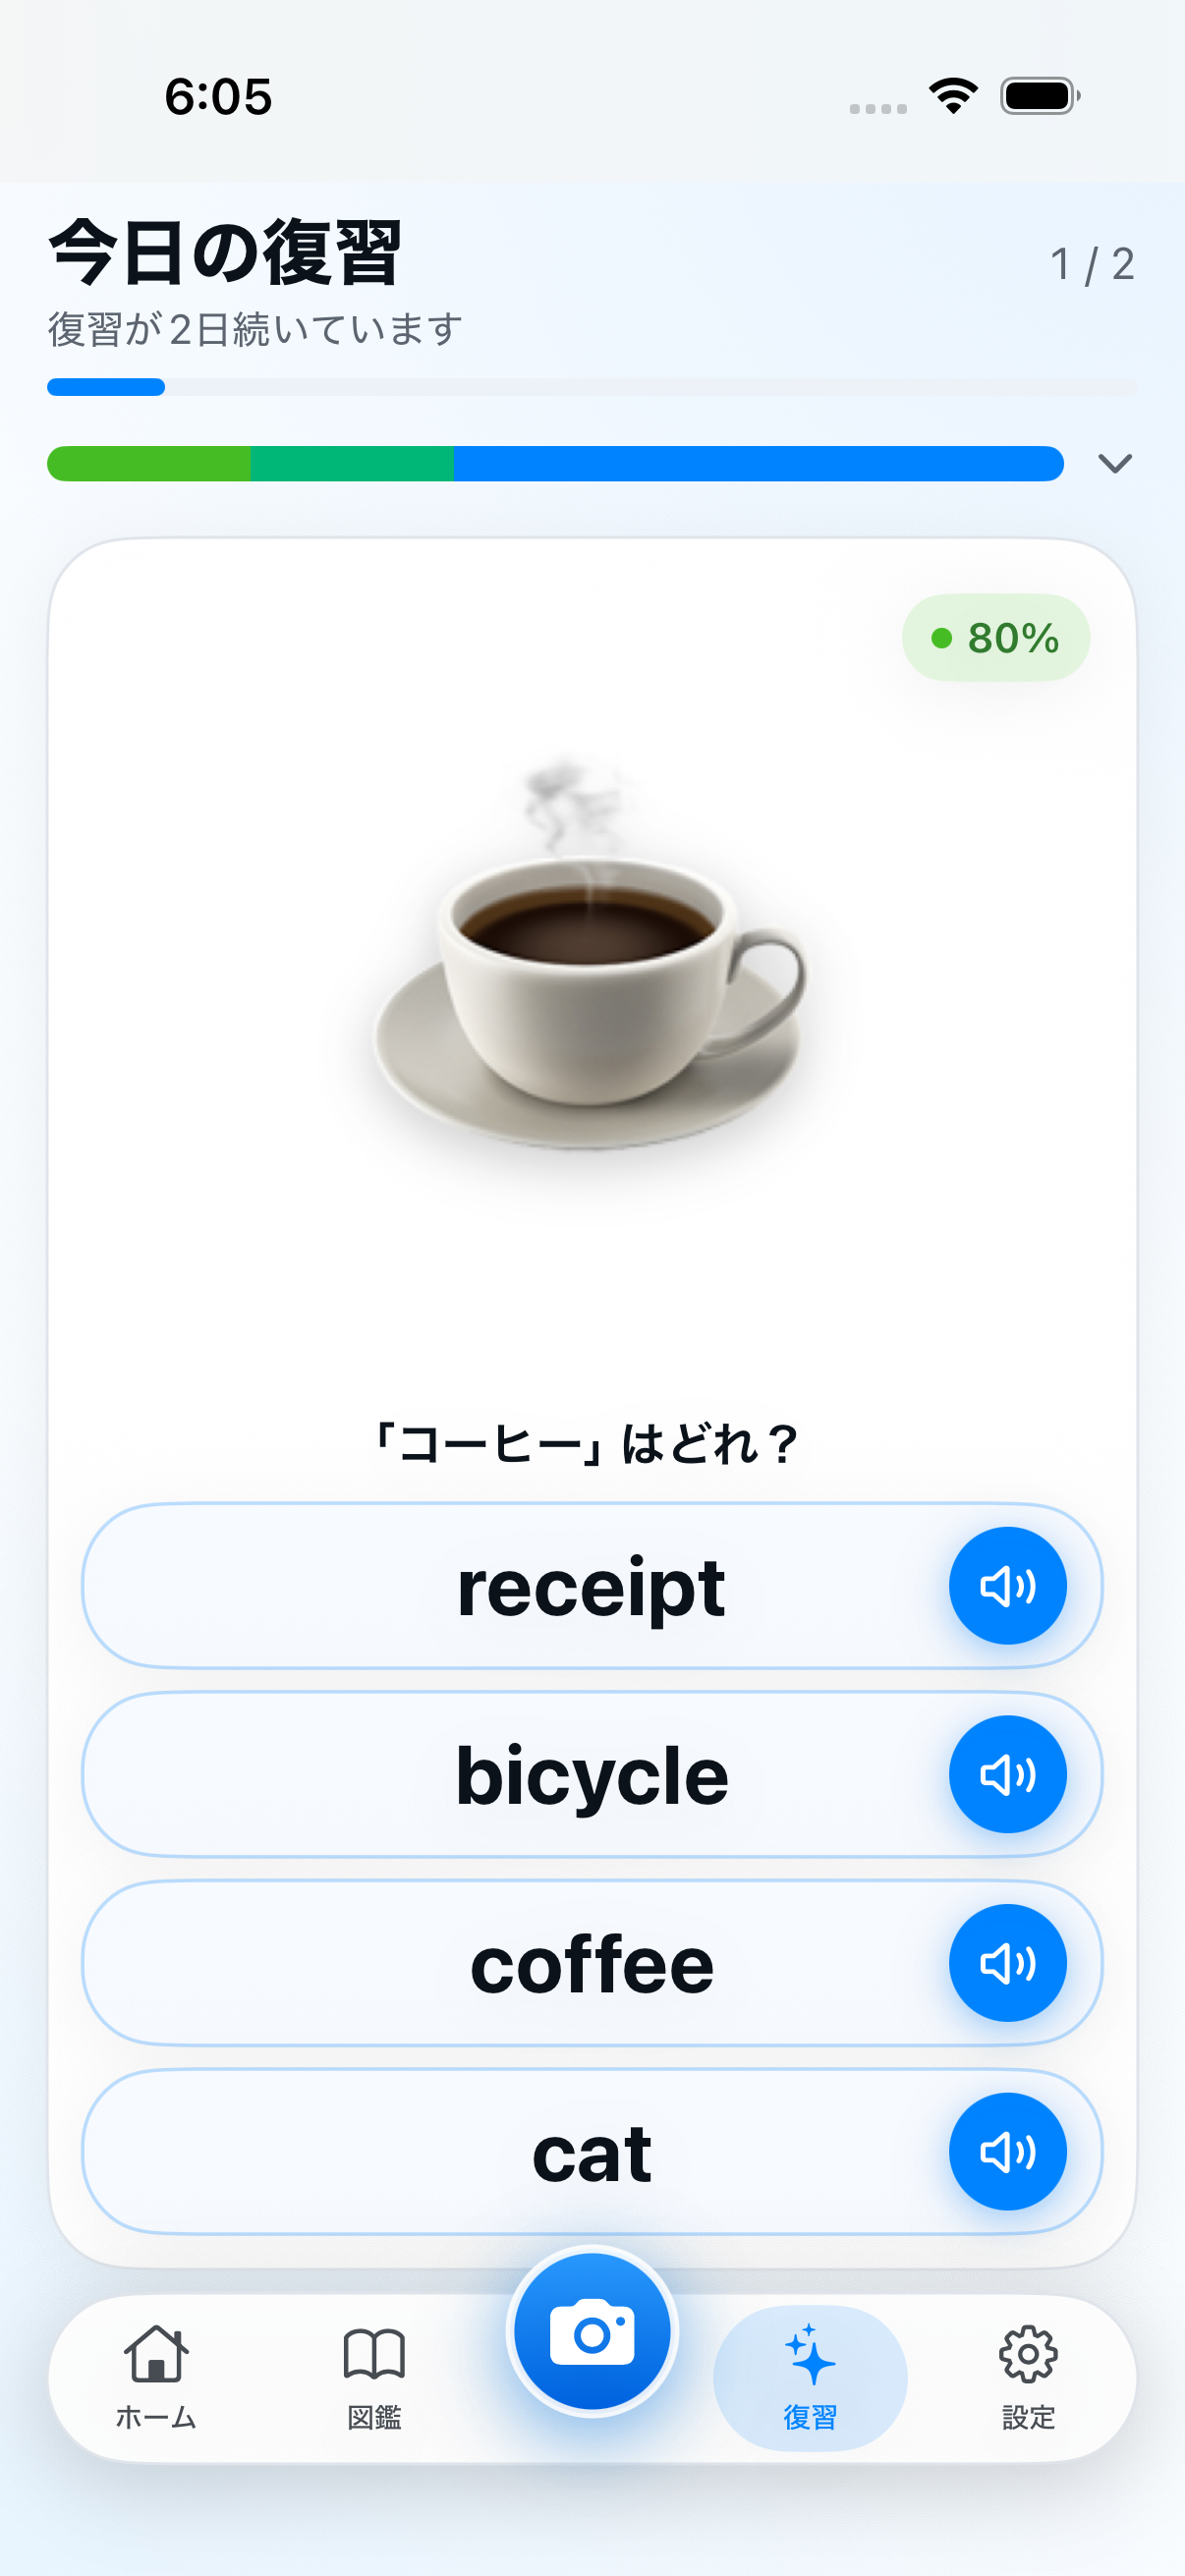 6:05
今日の復習
1 / 2
復習が2日続いています
80%
「コーヒー」はどれ？
receipt
bicycle
coffee
cat
ホーム
図鑑
復習
設定